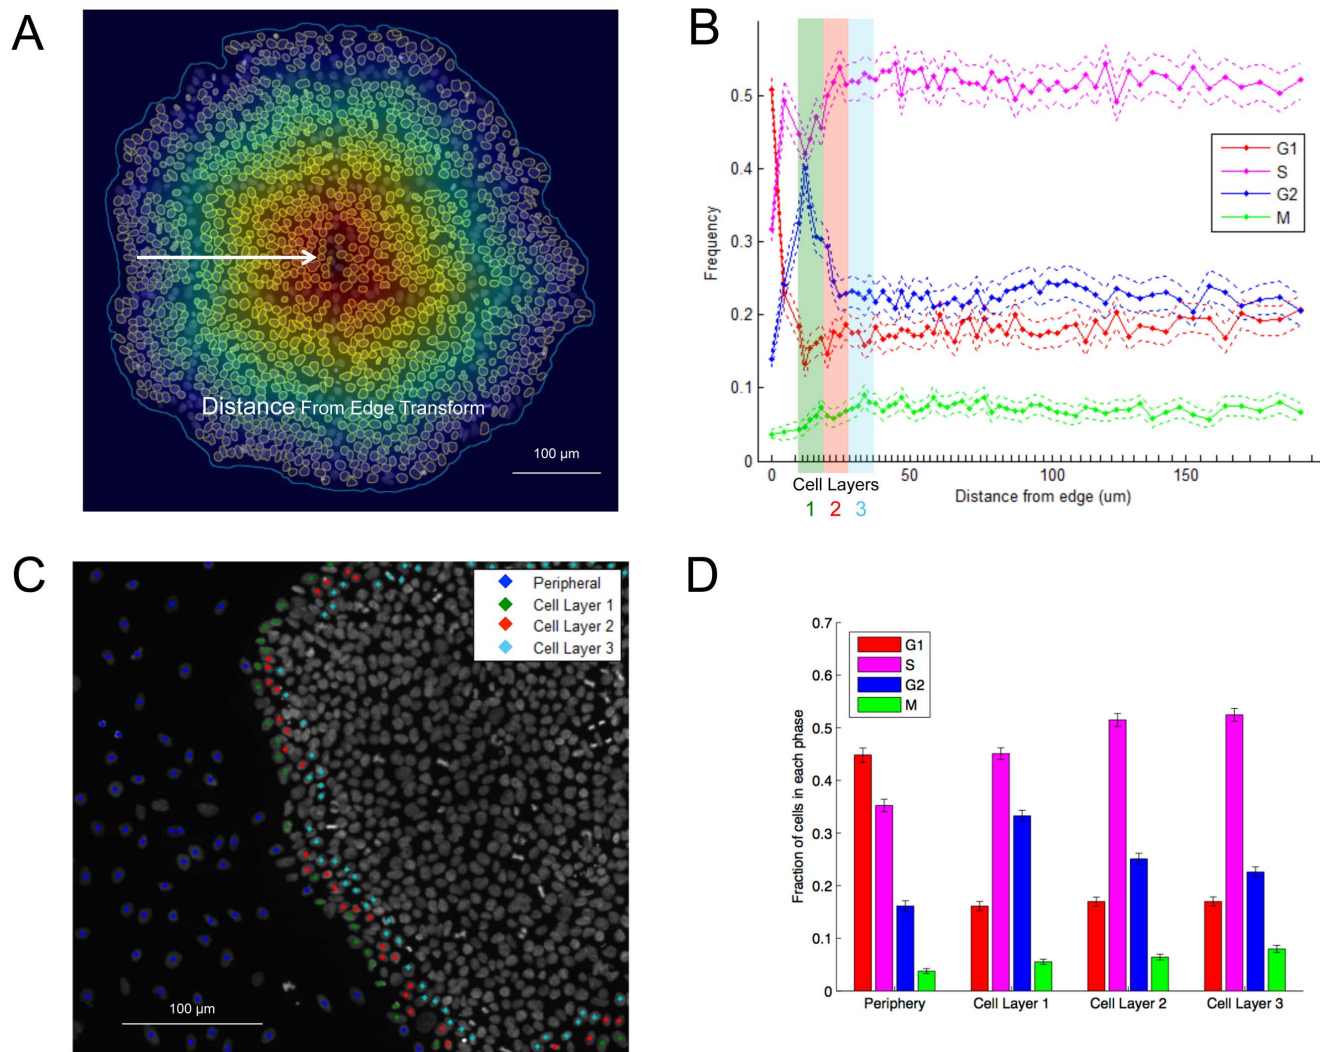 A
Distance From Edge Transform
100 µm
B
Frequency
0.5
0.4
0.3
0.2
0.1
0
G1
S
G2
M
0
50
100
150
Cell Layers
Distance from edge (um)
1 2 3
C
Peripheral
Cell Layer 1
Cell Layer 2
Cell Layer 3
100 µm
D
Fraction of cells in each phase
0.7
0.6
0.5
0.4
0.3
0.2
0.1
0
G1
S
G2
M
Periphery
Cell Layer 1
Cell Layer 2
Cell Layer 3